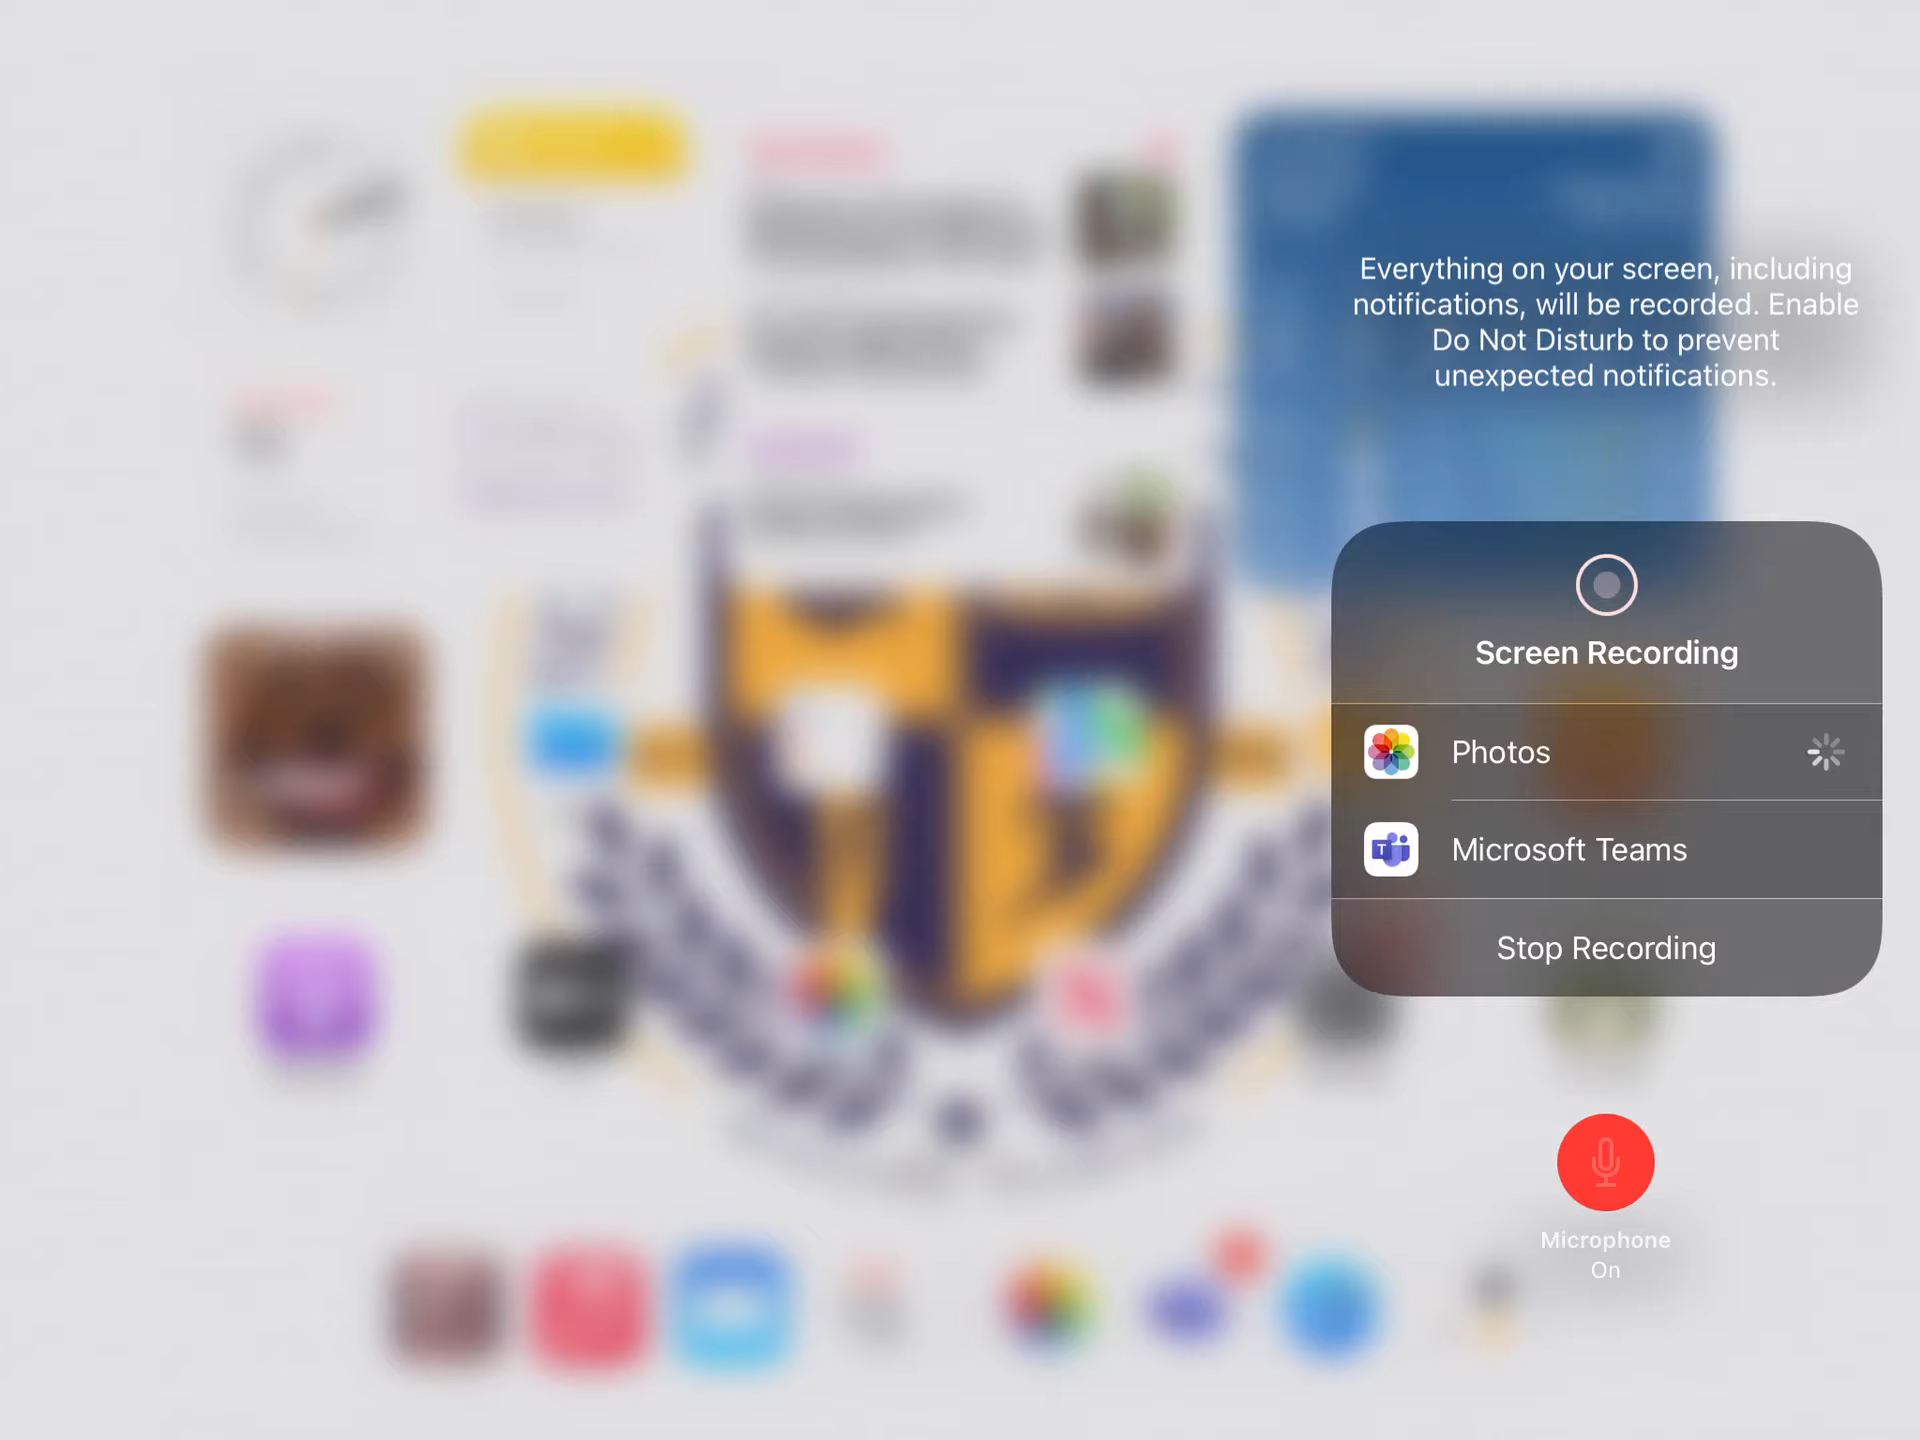 Everything on your screen, including
notifications, will be recorded. Enable
Do Not Disturb to prevent
unexpected notifications.
Screen Recording
Photos
Microsoft Teams
Stop Recording
Microphone
On